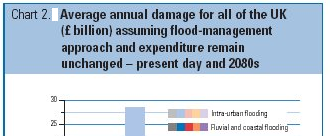 Chart 2. Average annual damage for all of the UK
(£ billion) assuming flood-management
approach and expenditure remain
unchanged – present day and 2080s
30
Intra-urban flooding
25
Fluvial and coastal flooding